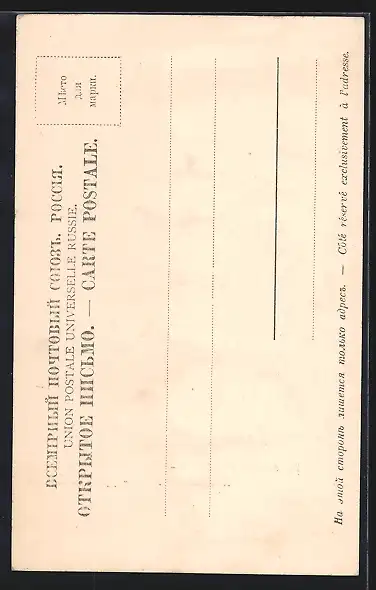 ВСЕМІРНЫЙ ПОЧТОВЫЙ СОЮЗЪ. РОССІЯ.
UNION POSTALE UNIVERSELLE RUSSIE.
ОТКРЫТОЕ ПИСЬМО. — CARTE POSTALE.
Мѣсто
для
марки.
На этой сторонѣ пишется только адресъ. — Côté réservé exclusivement à l'adresse.